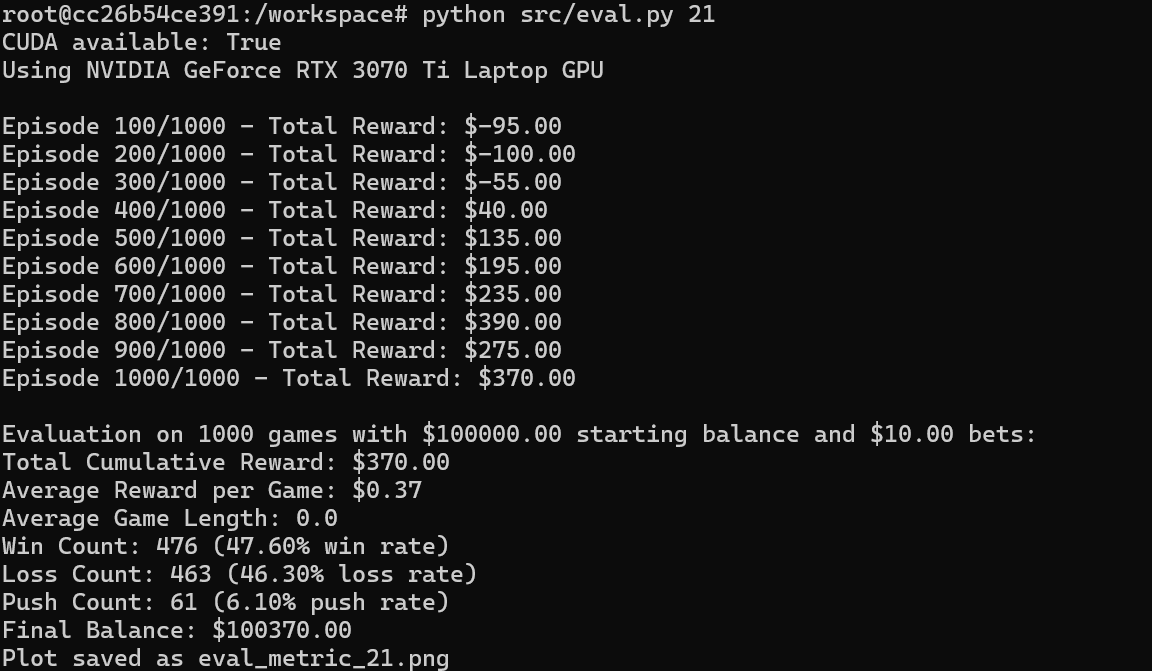 root@cc26b54ce391:/workspace# python src/eval.py 21
CUDA available: True
Using NVIDIA GeForce RTX 3070 Ti Laptop GPU
Episode 100/1000 - Total Reward: $-95.00
Episode 200/1000 - Total Reward: $-100.00
Episode 300/1000 - Total Reward: $-55.00
Episode 400/1000 - Total Reward: $40.00
Episode 500/1000 - Total Reward: $135.00
Episode 600/1000 - Total Reward: $195.00
Episode 700/1000 - Total Reward: $235.00
Episode 800/1000 - Total Reward: $390.00
Episode 900/1000 - Total Reward: $275.00
Episode 1000/1000 - Total Reward: $370.00
Evaluation on 1000 games with $100000.00 starting balance and $10.00 bets:
Total Cumulative Reward: $370.00
Average Reward per Game: $0.37
Average Game Length: 0.0
Win Count: 476 (47.60% win rate)
Loss Count: 463 (46.30% loss rate)
Push Count: 61 (6.10% push rate)
Final Balance: $100370.00
Plot saved as eval_metric_21.png